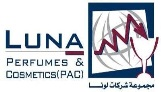 LUNA
PERFUMES &
COSMETICS(PAC)
مجموعة شركات لونا